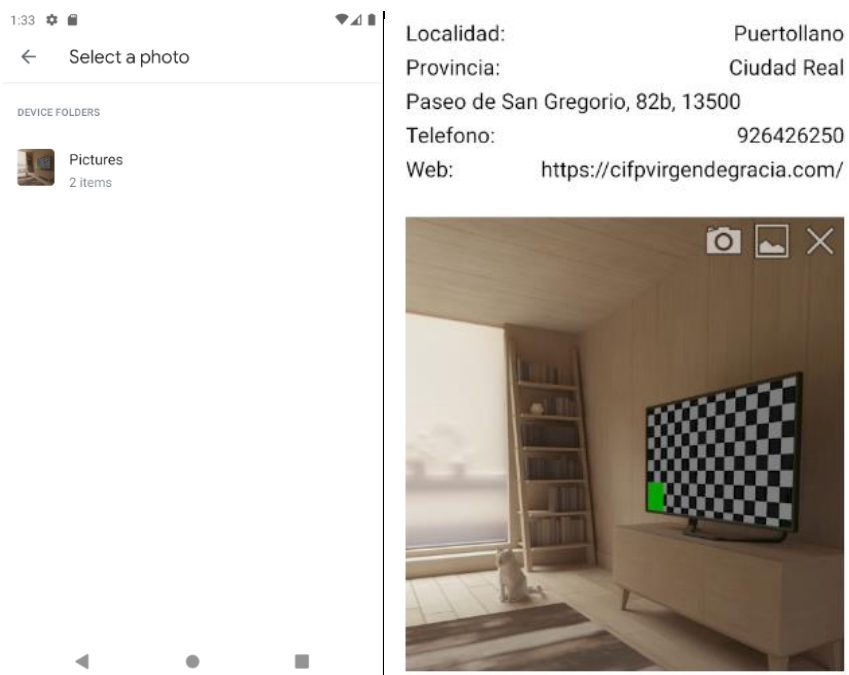 1:33
Select a photo
DEVICE FOLDERS
Pictures
2 items
Localidad: Puertollano
Provincia: Ciudad Real
Paseo de San Gregorio, 82b, 13500
Telefono: 926426250
Web: https://cifpvirgendegracia.com/